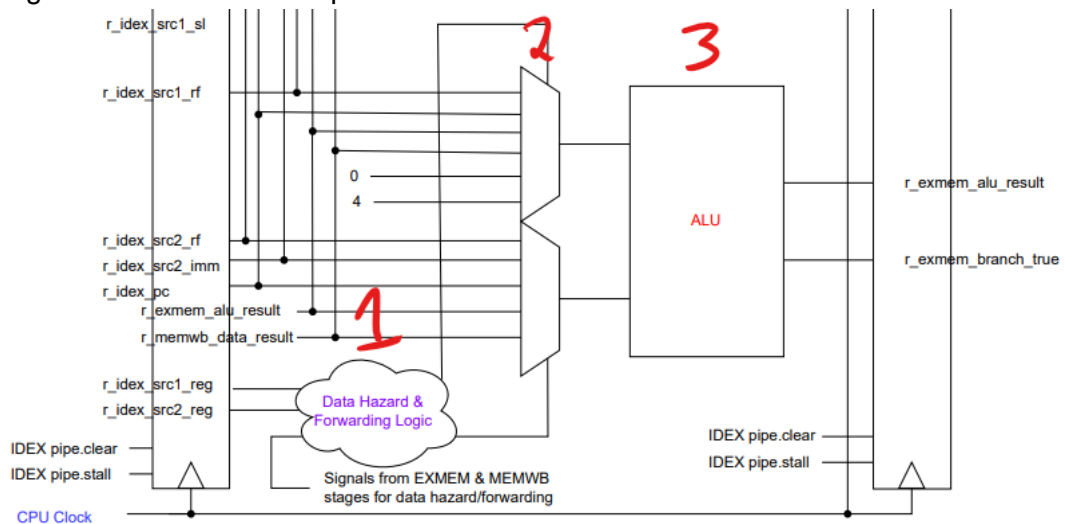 r_idex_src1_sl
2
3
r_idex_src1_rf
0
4
r_exmem_alu_result
ALU
r_idex_src2_rf
r_idex_src2_imm
r_exmem_branch_true
r_idex_pc
r_exmem_alu_result
1
r_memwb_data_result
r_idex_src1_reg
r_idex_src2_reg
Data Hazard &
Forwarding Logic
IDEX pipe.clear
IDEX pipe.stall
IDEX pipe.clear
IDEX pipe.stall
Signals from EXMEM & MEMWB
stages for data hazard/forwarding
CPU Clock